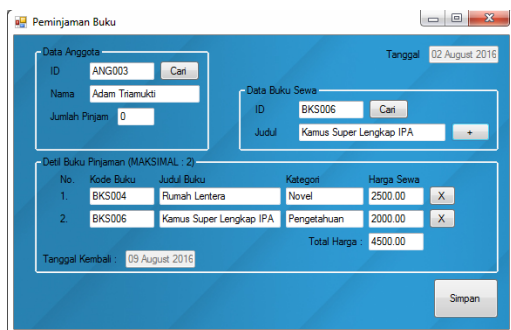 Peminjaman Buku
Data Anggota
Tanggal 02 August 2016
ID ANG003 Cari
Nama Adam Triamukti
Jumlah Pinjam 0
Data Buku Sewa
ID BKS006 Cari
Judul Kamus Super Lengkap IPA +
Detil Buku Pinjaman (MAKSIMAL : 2)
No. Kode Buku Judul Buku Kategori Harga Sewa
1. BKS004 Rumah Lentera Novel 2500.00 X
2. BKS006 Kamus Super Lengkap IPA Pengetahuan 2000.00 X
Total Harga : 4500.00
Tanggal Kembali : 09 August 2016
Simpan